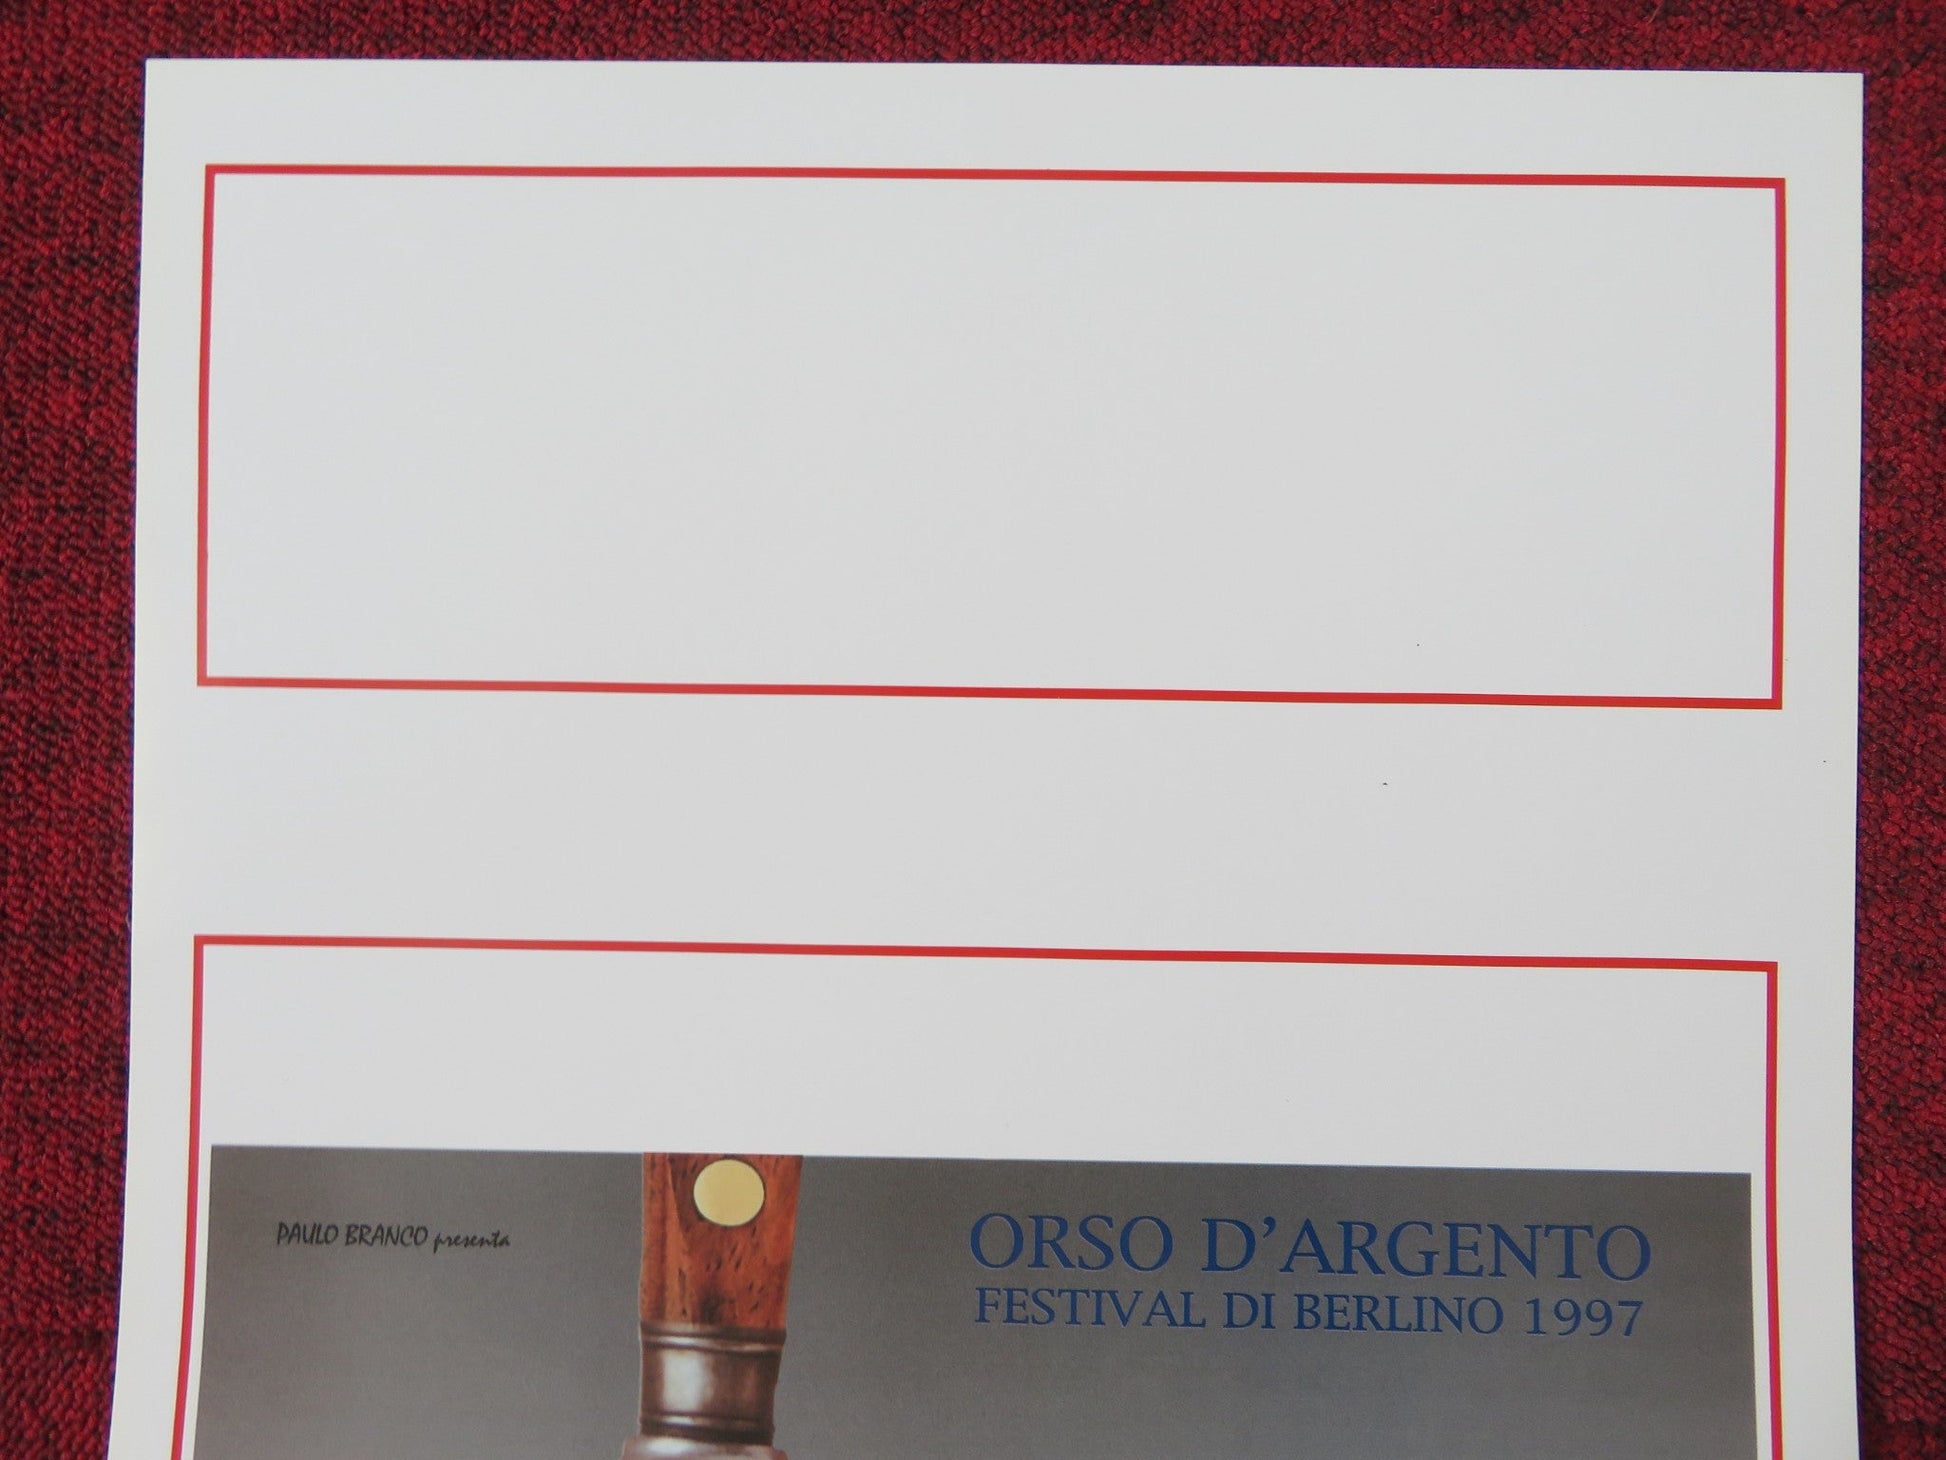 PAULO BRANCO presenta
ORSO D'ARGENTO
FESTIVAL DI BERLINO 1997